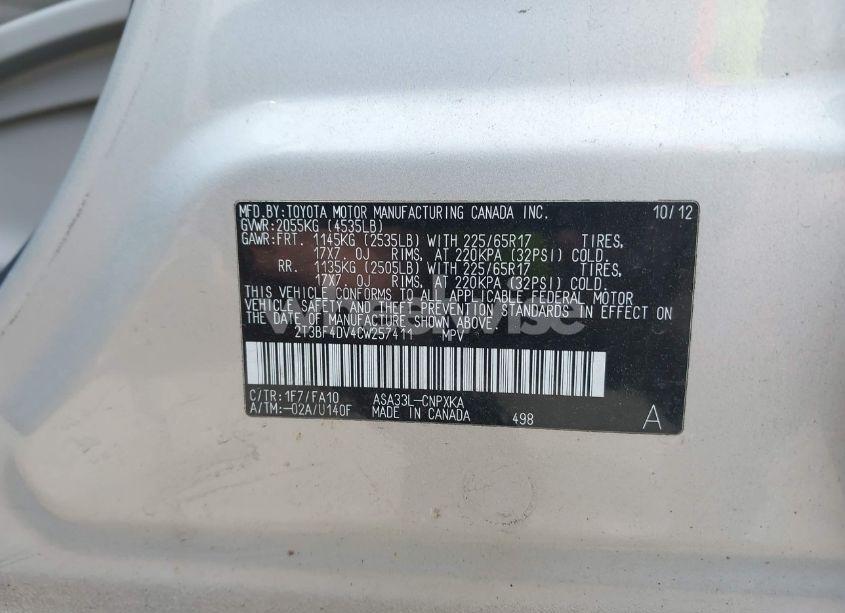 MFD.BY:TOYOTA MOTOR MANUFACTURING CANADA INC. 10/12
GVWR:2055KG (4535LB)
GAWR:FRT. 1145KG (2535LB) WITH 225/65R17 TIRES,
17X7 0J RIMS, AT 220KPA (32PSI) COLD.
RR. 1135KG (2505LB) WITH 225/65R17 TIRES,
17X7 0J RIMS, AT 220KPA (32PSI) COLD.
THIS VEHICLE CONFORMS TO ALL APPLICABLE FEDERAL MOTOR
VEHICLE SAFETY AND THEFT PREVENTION STANDARDS IN EFFECT ON
THE DATE OF MANUFACTURE SHOWN ABOVE.
2T3BF4DV4CW257411 MPV
wheelwise
C/TR:1F7/FA10 ASA33L-CNPXKA
A/TM:-02A/U140F MADE IN CANADA 498 A